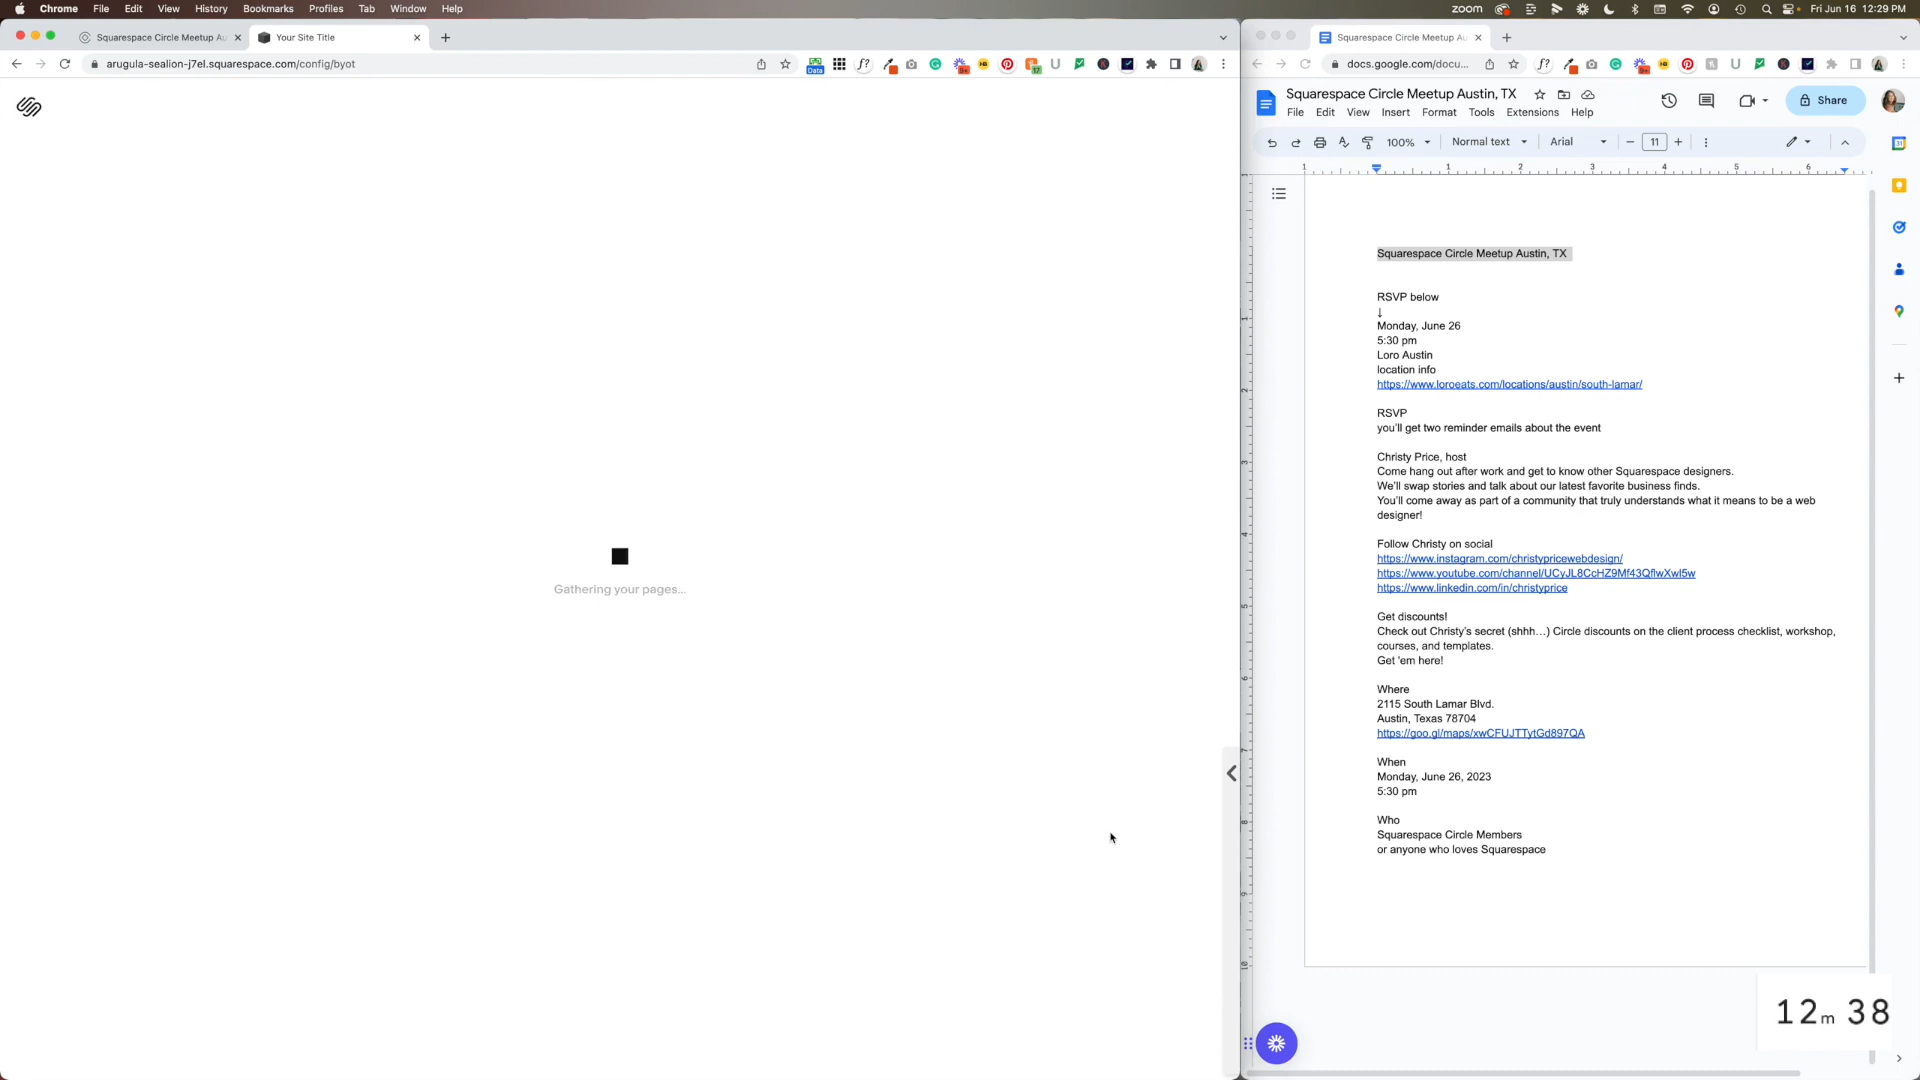 Chrome File Edit View History Bookmarks Profiles Tab Window Help
zoom
Fri Jun 16 12:29 PM
Squarespace Circle Meetup Au
Your Site Title
arugula-sealion-j7el.squarespace.com/config/byot
Data
Gathering your pages...
Squarespace Circle Meetup Au
docs.google.com/docu...
Squarespace Circle Meetup Austin, TX
Share
File Edit View Insert Format Tools Extensions Help
100% Normal text Arial 11
Squarespace Circle Meetup Austin, TX
RSVP below
↓
Monday, June 26
5:30 pm
Loro Austin
location info
https://www.loroeats.com/locations/austin/south-lamar/
RSVP
you'll get two reminder emails about the event
Christy Price, host
Come hang out after work and get to know other Squarespace designers.
We'll swap stories and talk about our latest favorite business finds.
You'll come away as part of a community that truly understands what it means to be a web
designer!
Follow Christy on social
https://www.instagram.com/christypricewebdesign/
https://www.youtube.com/channel/UCyJL8CcHZ9Mf43QflwXwI5w
https://www.linkedin.com/in/christyprice
Get discounts!
Check out Christy's secret (shhh...) Circle discounts on the client process checklist, workshop,
courses, and templates.
Get 'em here!
Where
2115 South Lamar Blvd.
Austin, Texas 78704
https://goo.gl/maps/xwCFUJTTytGd897QA
When
Monday, June 26, 2023
5:30 pm
Who
Squarespace Circle Members
or anyone who loves Squarespace
12m 38